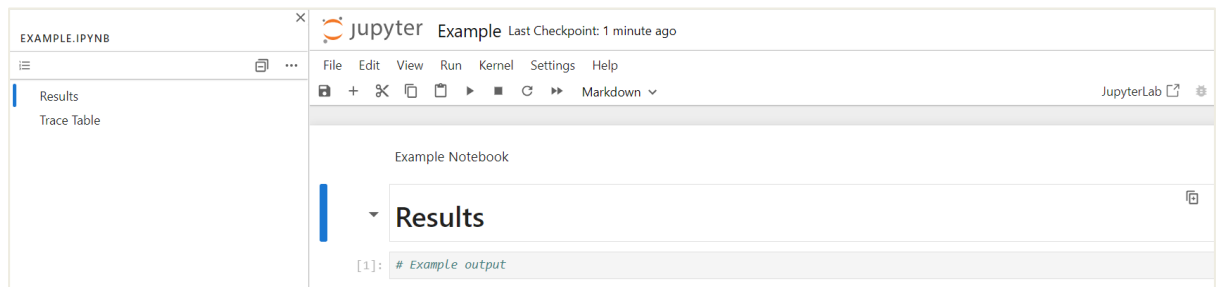 EXAMPLE.IPYNB
Results
Trace Table
jupyter Example Last Checkpoint: 1 minute ago
File Edit View Run Kernel Settings Help
Markdown
JupyterLab
Example Notebook
Results
[1]: # Example output